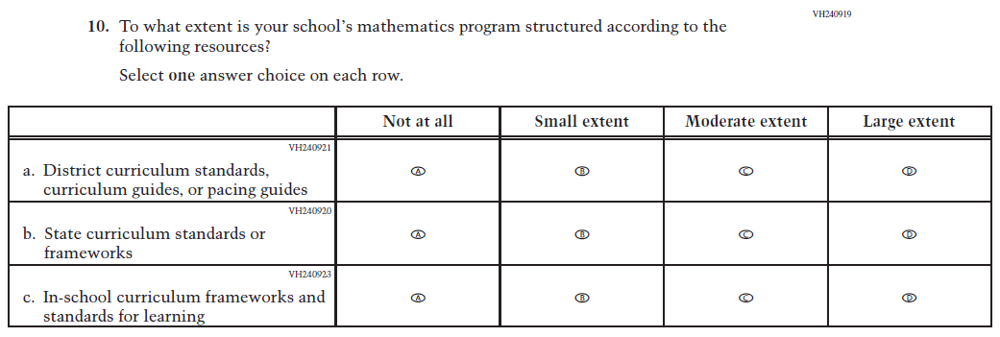 VH240919
10. To what extent is your school's mathematics program structured according to the
following resources?
Select one answer choice on each row.
Not at all Small extent Moderate extent Large extent
VH240921
a. District curriculum standards,
curriculum guides, or pacing guides
A B C D
VH240920
b. State curriculum standards or
frameworks
A B C D
VH240923
c. In-school curriculum frameworks and
standards for learning
A B C D